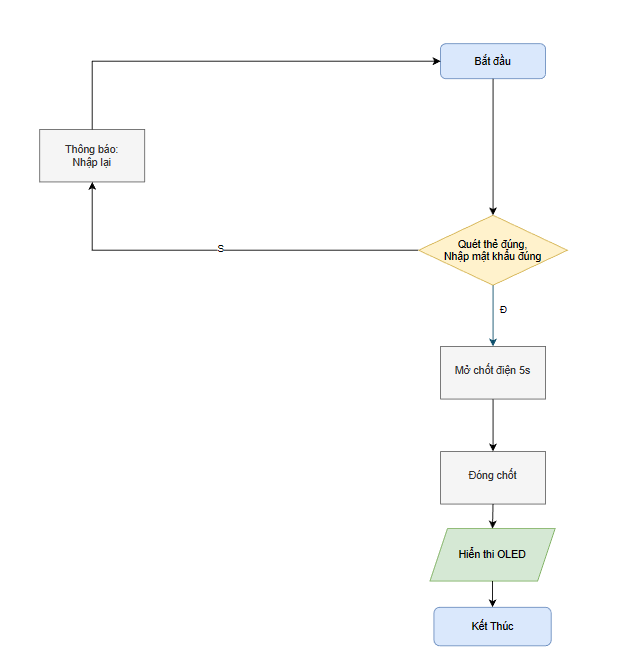 Bắt đầu
Thông báo:
Nhập lại
Quét thẻ đúng,
Nhập mật khẩu đúng
S
Đ
Mở chốt điện 5s
Đóng chốt
Hiển thi OLED
Kết Thúc